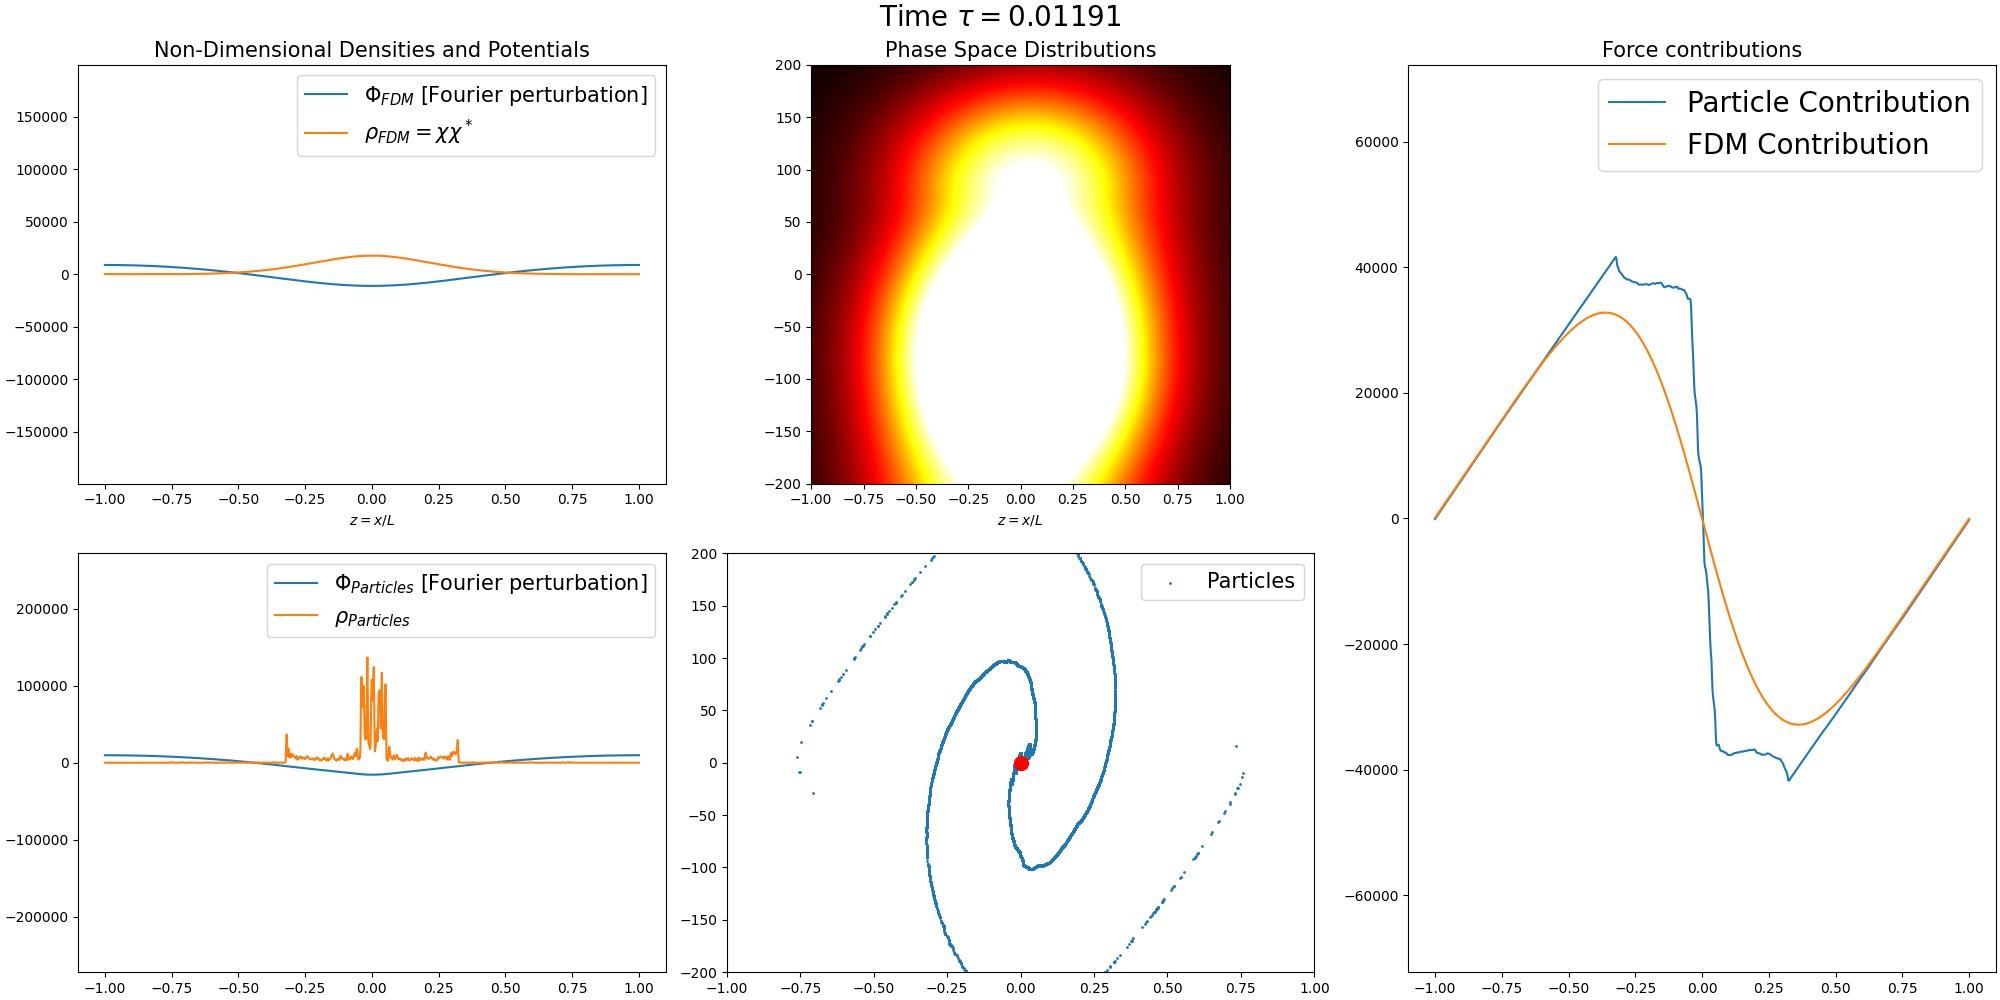 Time τ = 0.01191
Non-Dimensional Densities and Potentials
Φ_FDM [Fourier perturbation]
ρ_FDM = χχ*
150000
100000
50000
0
−50000
−100000
−150000
−1.00 −0.75 −0.50 −0.25 0.00 0.25 0.50 0.75 1.00
z = x/L
Phase Space Distributions
200
150
100
50
0
−50
−100
−150
−200
−1.00 −0.75 −0.50 −0.25 0.00 0.25 0.50 0.75 1.00
z = x/L
Force contributions
Particle Contribution
FDM Contribution
60000
40000
20000
0
−20000
−40000
−60000
−1.00 −0.75 −0.50 −0.25 0.00 0.25 0.50 0.75 1.00
Φ_Particles [Fourier perturbation]
ρ_Particles
200000
100000
0
−100000
−200000
−1.00 −0.75 −0.50 −0.25 0.00 0.25 0.50 0.75 1.00
Particles
200
150
100
50
0
−50
−100
−150
−200
−1.00 −0.75 −0.50 −0.25 0.00 0.25 0.50 0.75 1.00